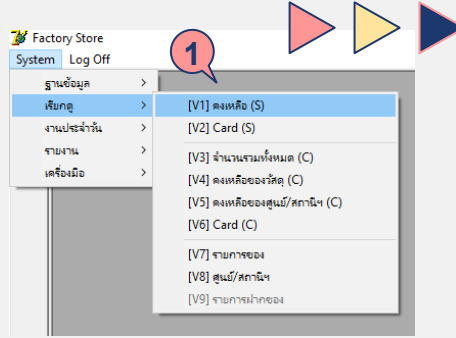 Factory Store
System Log Off
1
ฐานข้อมูล
เรียกดู
งานประจำวัน
รายงาน
เครื่องมือ
[V1] คงเหลือ (S)
[V2] Card (S)
[V3] จำนวนรวมทั้งหมด (C)
[V4] คงเหลือของวัสดุ (C)
[V5] คงเหลือของศูนย์/สถานีฯ (C)
[V6] Card (C)
[V7] รายการของ
[V8] ศูนย์/สถานีฯ
[V9] รายการฝากของ